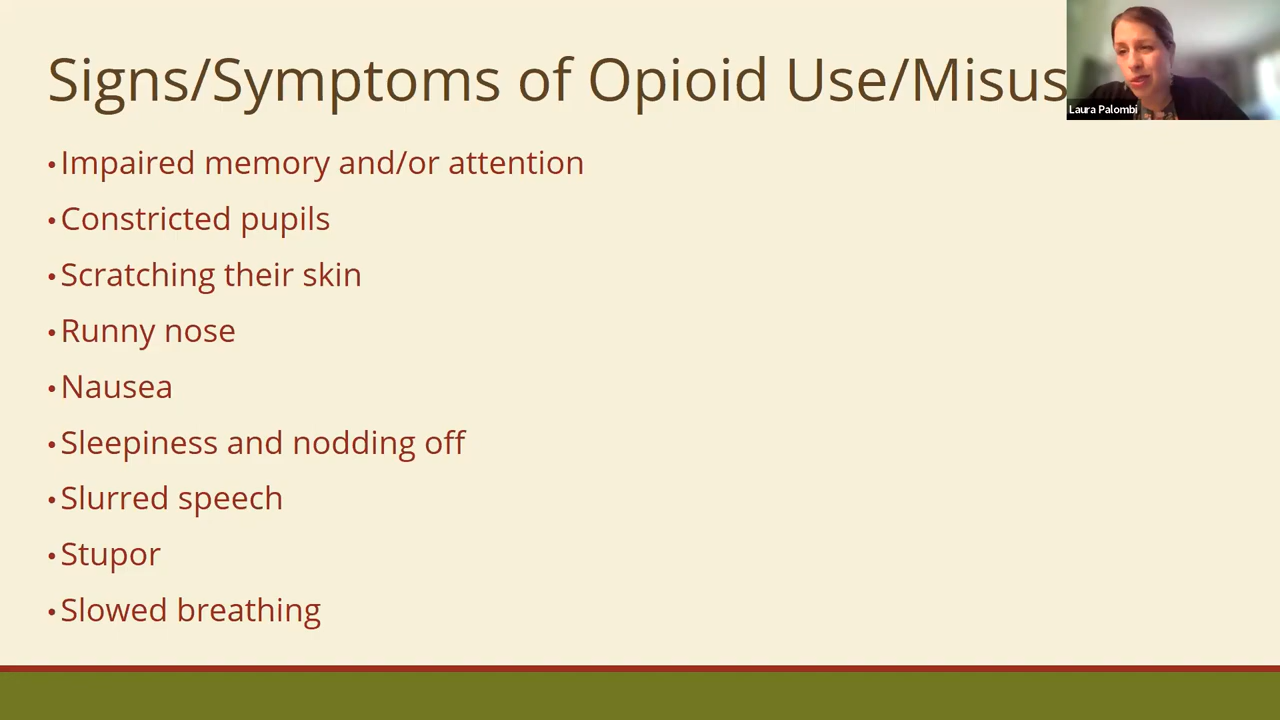 Signs/Symptoms of Opioid Use/Misus
Laura Palombi
•Impaired memory and/or attention
•Constricted pupils
•Scratching their skin
•Runny nose
•Nausea
•Sleepiness and nodding off
•Slurred speech
•Stupor
•Slowed breathing